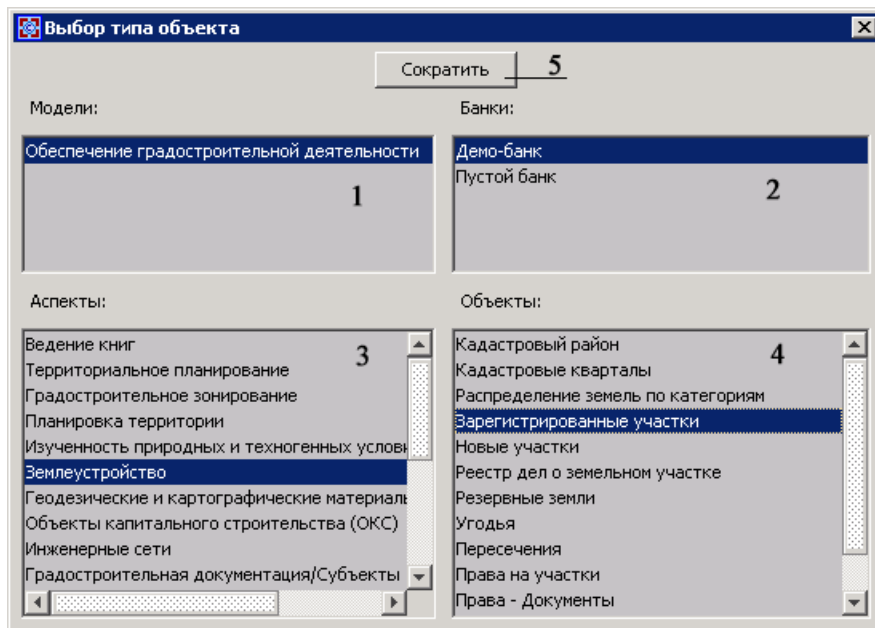 Выбор типа объекта
Сократить 5
Модели:
Обеспечение градостроительной деятельности
1
Банки:
Демо-банк
Пустой банк
2
Аспекты:
Ведение книг
3
Территориальное планирование
Градостроительное зонирование
Планировка территории
Изученность природных и техногенных услов
Землеустройство
Геодезические и картографические материаль
Объекты капитального строительства (ОКС)
Инженерные сети
Градостроительная документация/Субъекты
Объекты:
Кадастровый район
4
Кадастровые кварталы
Распределение земель по категориям
Зарегистрированные участки
Новые участки
Реестр дел о земельном участке
Резервные земли
Угодья
Пересечения
Права на участки
Права - Документы